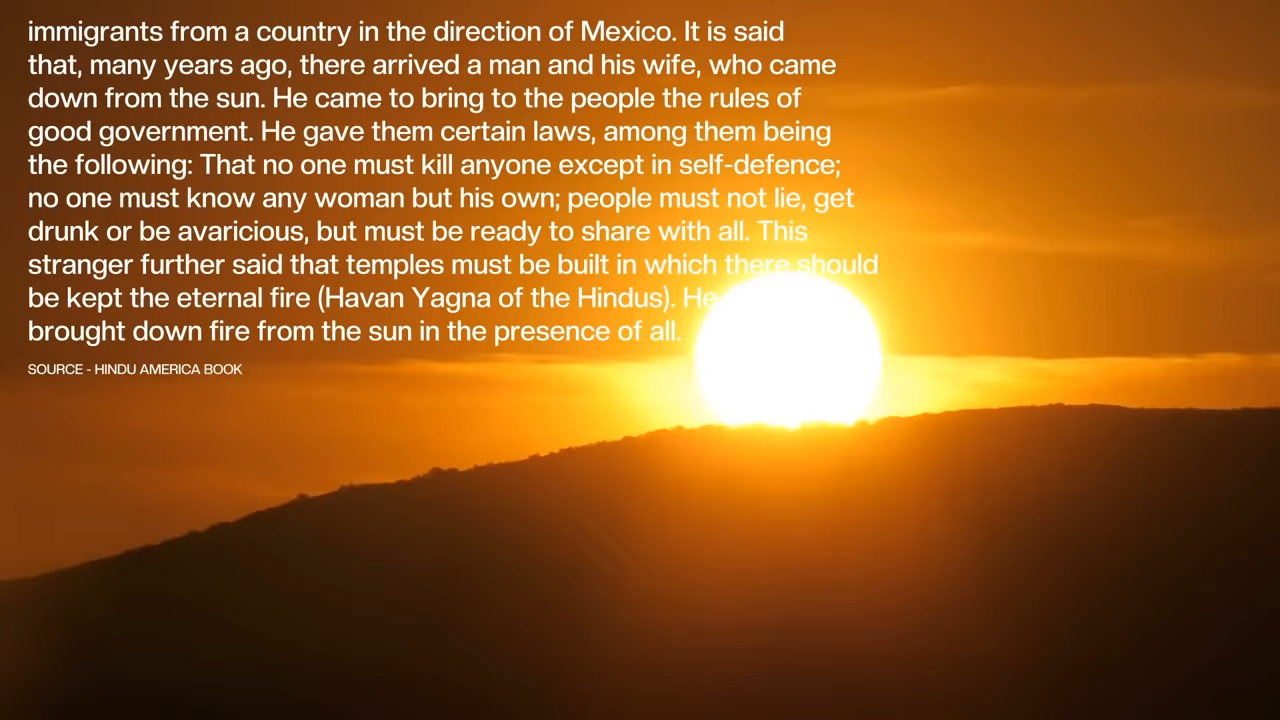 immigrants from a country in the direction of Mexico. It is said
that, many years ago, there arrived a man and his wife, who came
down from the sun. He came to bring to the people the rules of
good government. He gave them certain laws, among them being
the following: That no one must kill anyone except in self-defence;
no one must know any woman but his own; people must not lie, get
drunk or be avaricious, but must be ready to share with all. This
stranger further said that temples must be built in which there should
be kept the eternal fire (Havan Yagna of the Hindus). He
brought down fire from the sun in the presence of all.
SOURCE - HINDU AMERICA BOOK